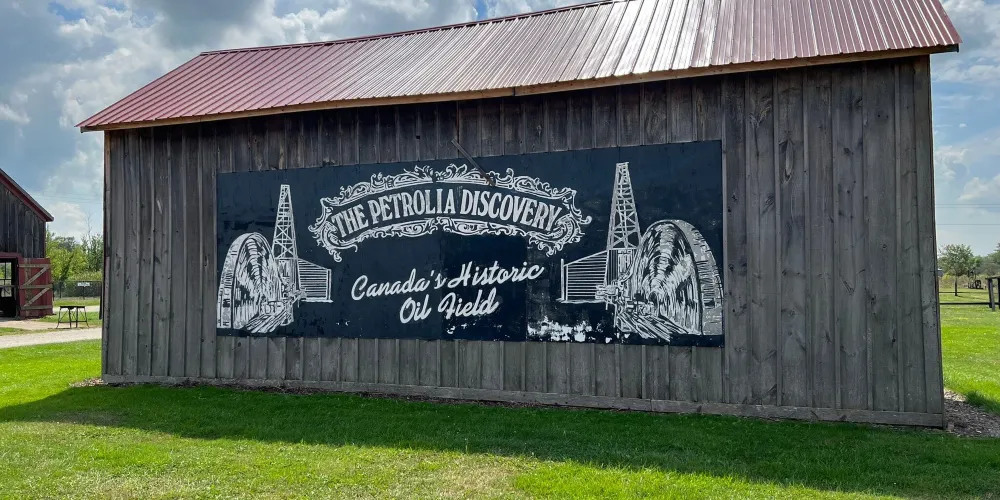 THE PETROLIA DISCOVERY
Canada's Historic
Oil Field